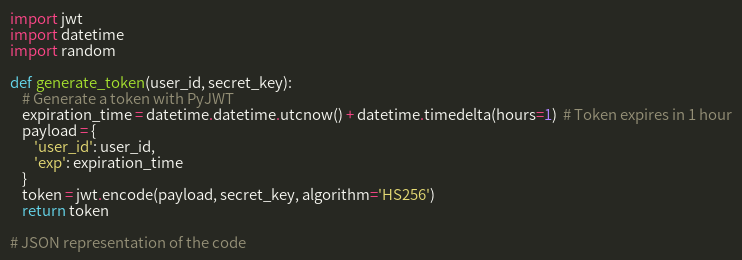 import jwt
import datetime
import random

def generate_token(user_id, secret_key):
    # Generate a token with PyJWT
    expiration_time = datetime.datetime.utcnow() + datetime.timedelta(hours=1)  # Token expires in 1 hour
    payload = {
        'user_id': user_id,
        'exp': expiration_time
    }
    token = jwt.encode(payload, secret_key, algorithm='HS256')
    return token

# JSON representation of the code